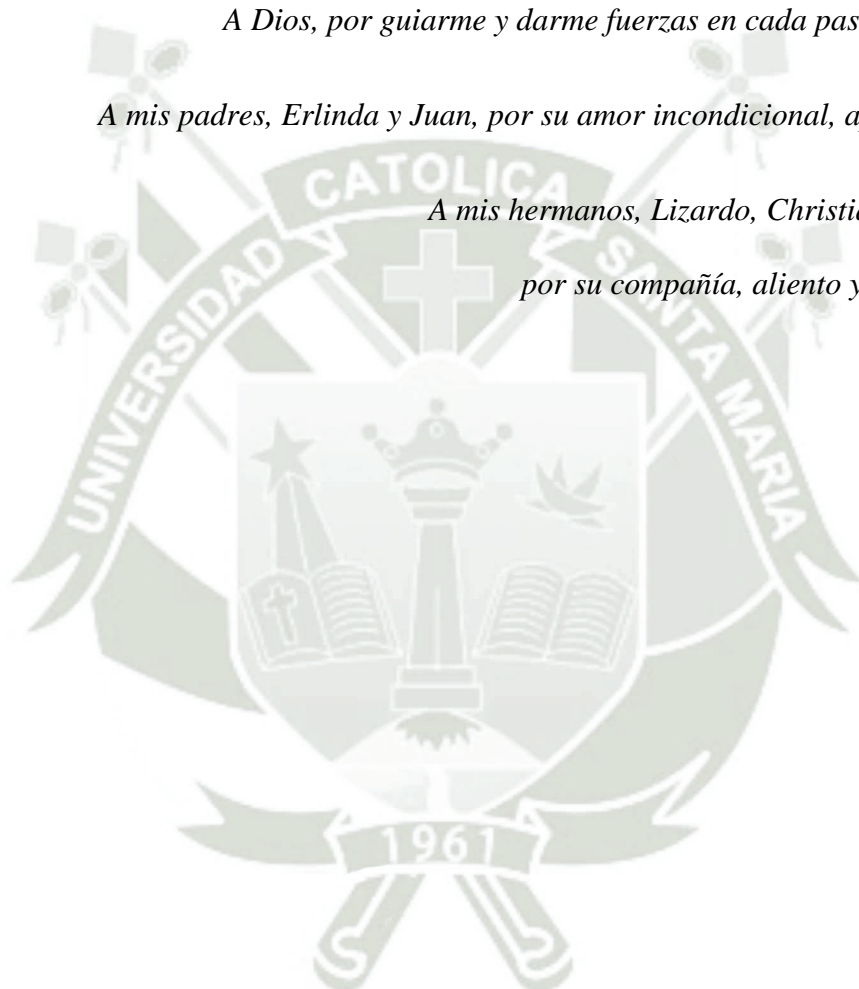 A Dios, por guiarme y darme fuerzas en cada
A mis padres, Erlinda y Juan, por su amor incondicional,
A mis hermanos, Lizardo,
por su compañía, aliento y
UNIVERSIDAD CATOLICA SANTA MARIA
1961